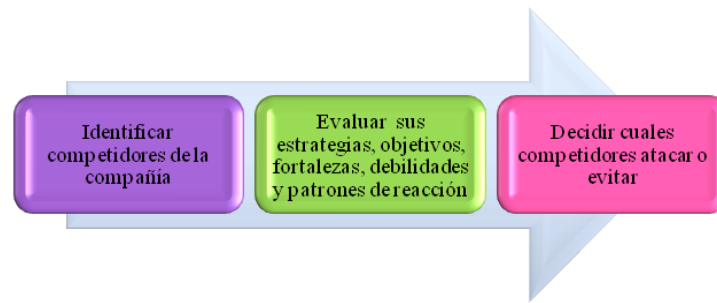 Identificar
competidores de la
compañía
Evaluar sus
estrategias, objetivos,
fortalezas, debilidades
y patrones de reacción
Decidir cuales
competidores atacar o
evitar